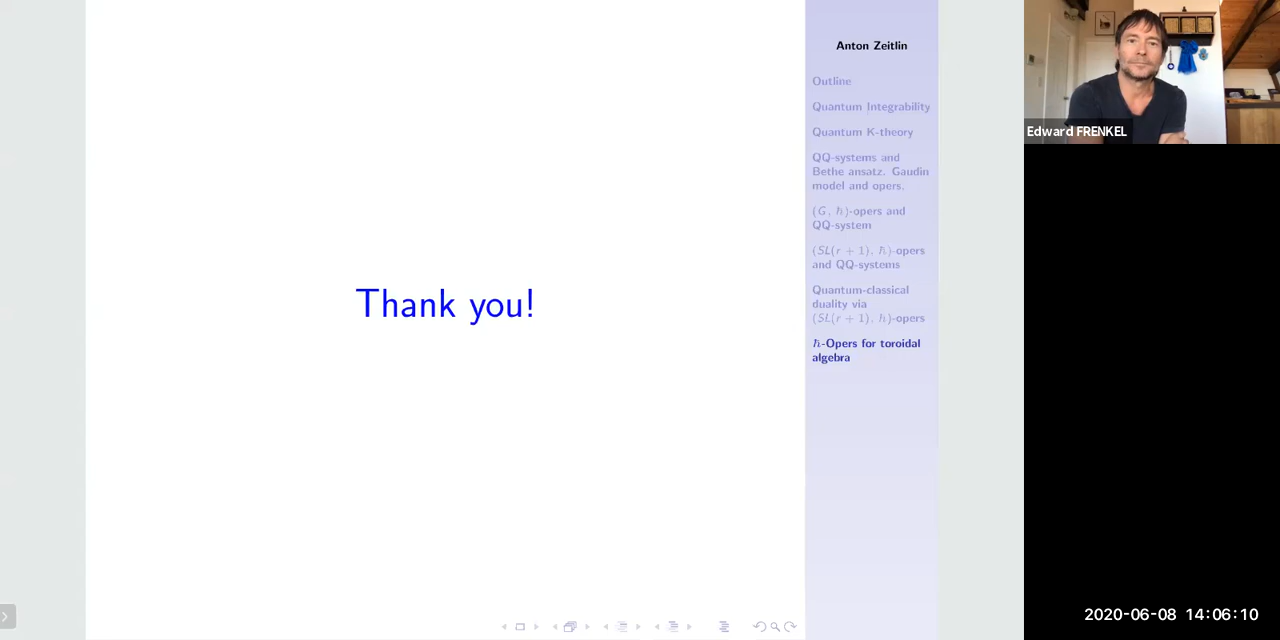 Thank you!
Anton Zeitlin
Outline
Quantum Integrability
Quantum K-theory
QQ-systems and
Bethe ansatz. Gaudin
model and opers.
(G, ħ)-opers and
QQ-system
(SL(r + 1), ħ)-opers
and QQ-systems
Quantum-classical
duality via
(SL(r + 1), ħ)-opers
ħ-Opers for toroidal
algebra
Edward FRENKEL
2020-06-08 14:06:10